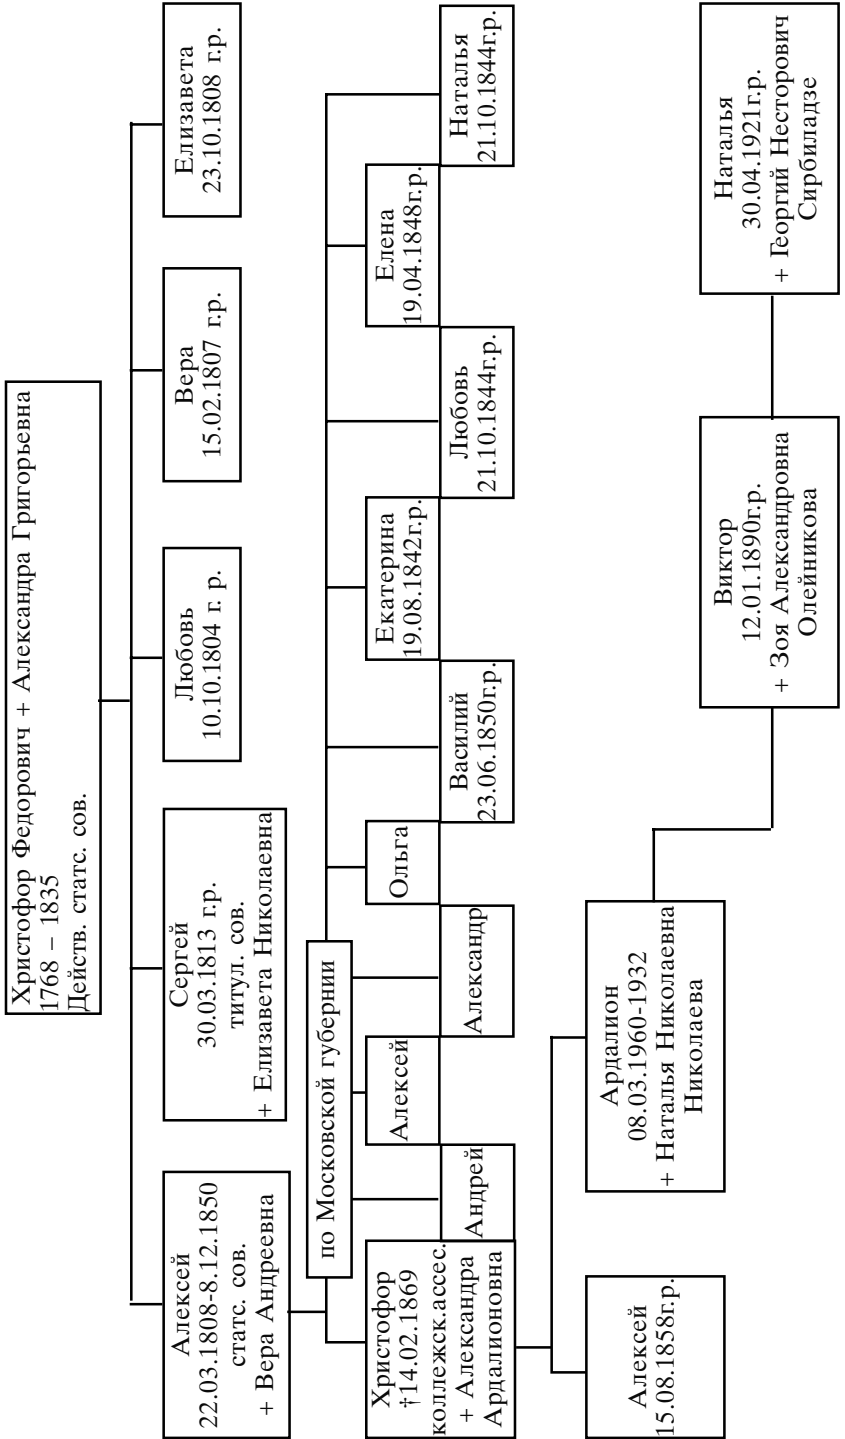 Христофор Федорович + Александра Григорьевна
1768 – 1835
Действ. статс. сов.
Алексей
22.03.1808-8.12.1850
статс. сов.
+ Вера Андреевна
Сергей
30.03.1813 г.р.
титул. сов.
+ Елизавета Николаевна
Любовь
10.10.1804 г. р.
Вера
15.02.1807 г.р.
Елизавета
23.10.1808 г.р.
по Московской губернии
Христофор
†14.02.1869
коллежск.ассес.
+ Александра
Ардалионовна
Андрей
Алексей
Александр
Ольга
Василий
23.06.1850г.р.
Екатерина
19.08.1842г.р.
Любовь
21.10.1844г.р.
Елена
19.04.1848г.р.
Наталья
21.10.1844г.р.
Алексей
15.08.1858г.р.
Ардалион
08.03.1960-1932
+ Наталья Николаевна
Николаева
Виктор
12.01.1890г.р.
+ Зоя Александровна
Олейникова
Наталья
30.04.1921г.р.
+ Георгий Несторович
Сирбиладзе